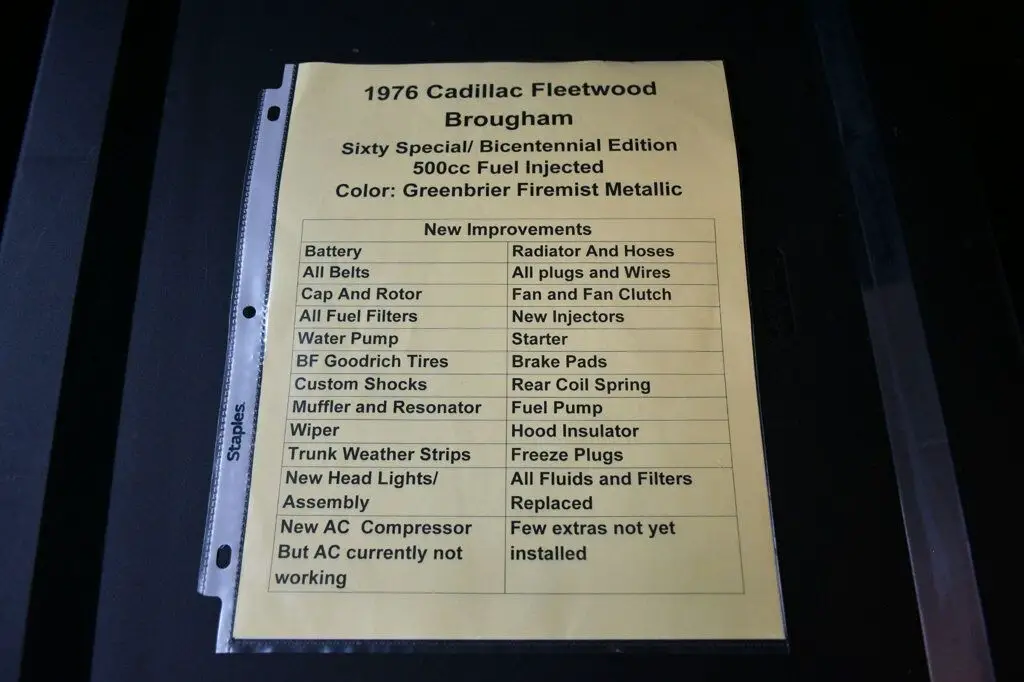 1976 Cadillac Fleetwood
Brougham
Sixty Special/ Bicentennial Edition
500cc Fuel Injected
Color: Greenbrier Firemist Metallic
New Improvements
Battery Radiator And Hoses
All Belts All plugs and Wires
Cap And Rotor Fan and Fan Clutch
All Fuel Filters New Injectors
Water Pump Starter
BF Goodrich Tires Brake Pads
Custom Shocks Rear Coil Spring
Muffler and Resonator Fuel Pump
Wiper Hood Insulator
Trunk Weather Strips Freeze Plugs
New Head Lights/ All Fluids and Filters
Assembly Replaced
New AC Compressor Few extras not yet
But AC currently not installed
working
Staples.